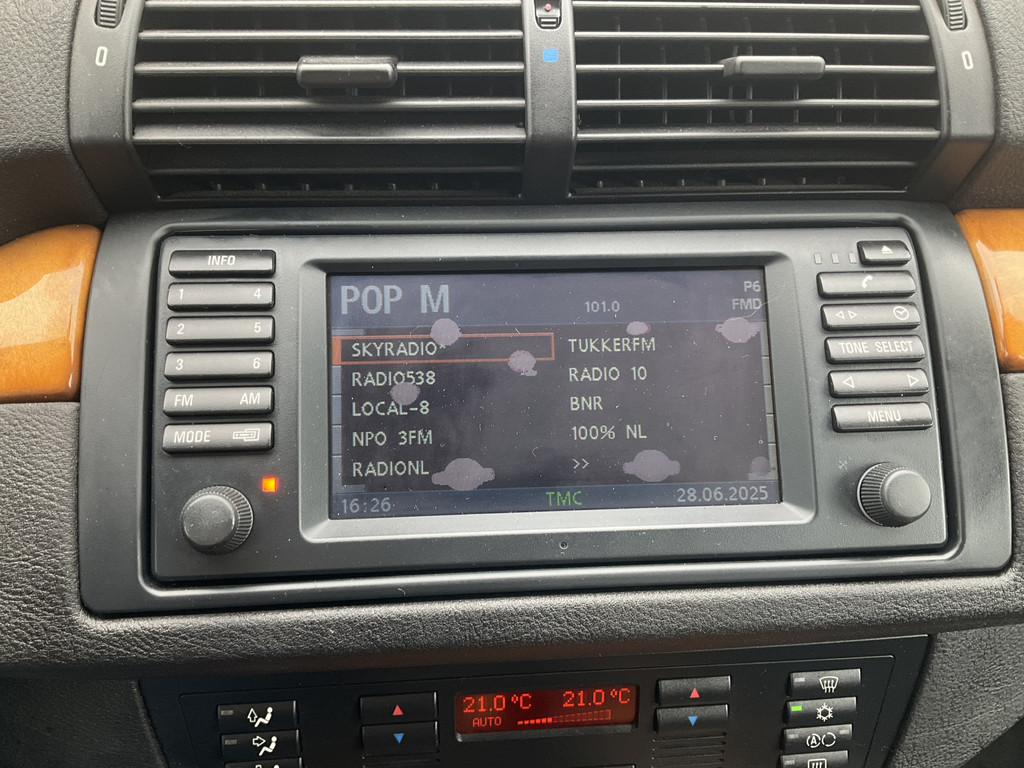 0
0
INFO
1 4
2 5
3 6
FM AM
MODE
TONE SELECT
MENU
POP M
101.0
P6
FMD
SKYRADIO*
TUKKERFM
RADIO538
RADIO 10
LOCAL-8
BNR
NPO 3FM
100% NL
RADIONL
>>
16:26
TMC
28.06.2025
21.0 °C 21.0 °C
AUTO
A